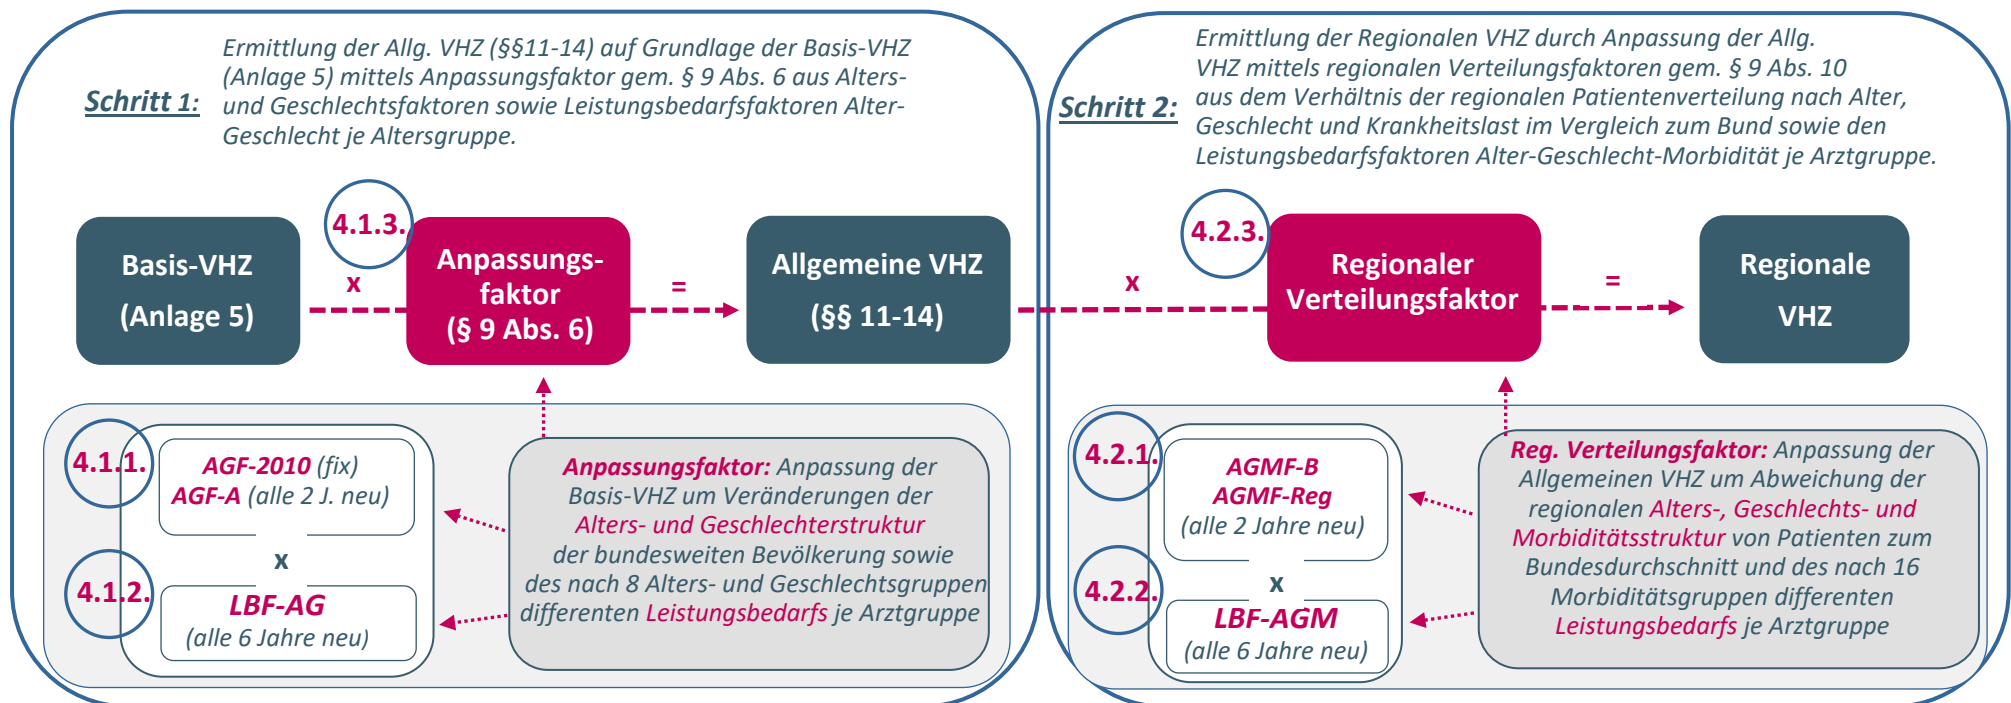 Schritt 1:
Ermittlung der Allg. VHZ (§§11-14) auf Grundlage der Basis-VHZ
(Anlage 5) mittels Anpassungsfaktor gem. § 9 Abs. 6 aus Alters-
und Geschlechtsfaktoren sowie Leistungsbedarfsfaktoren Alter-
Geschlecht je Altersgruppe.
4.1.3.
Basis-VHZ
(Anlage 5)
x
Anpassungs-
faktor
(§ 9 Abs. 6)
=
Allgemeine VHZ
(§§ 11-14)
4.1.1.
AGF-2010 (fix)
AGF-A (alle 2 J. neu)
x
4.1.2.
LBF-AG
(alle 6 Jahre neu)
Anpassungsfaktor: Anpassung der
Basis-VHZ um Veränderungen der
Alters- und Geschlechterstruktur
der bundesweiten Bevölkerung sowie
des nach 8 Alters- und Geschlechtsgruppen
differenten Leistungsbedarfs je Arztgruppe
Schritt 2:
Ermittlung der Regionalen VHZ durch Anpassung der Allg.
VHZ mittels regionalen Verteilungsfaktoren gem. § 9 Abs. 10
aus dem Verhältnis der regionalen Patientenverteilung nach Alter,
Geschlecht und Krankheitslast im Vergleich zum Bund sowie den
Leistungsbedarfsfaktoren Alter-Geschlecht-Morbidität je Arztgruppe.
x
4.2.3.
Regionaler
Verteilungsfaktor
=
Regionale
VHZ
4.2.1.
AGMF-B
AGMF-Reg
(alle 2 Jahre neu)
x
4.2.2.
LBF-AGM
(alle 6 Jahre neu)
Reg. Verteilungsfaktor: Anpassung der
Allgemeinen VHZ um Abweichung der
regionalen Alters-, Geschlechts- und
Morbiditätsstruktur von Patienten zum
Bundesdurchschnitt und des nach 16
Morbiditätsgruppen differenten
Leistungsbedarfs je Arztgruppe